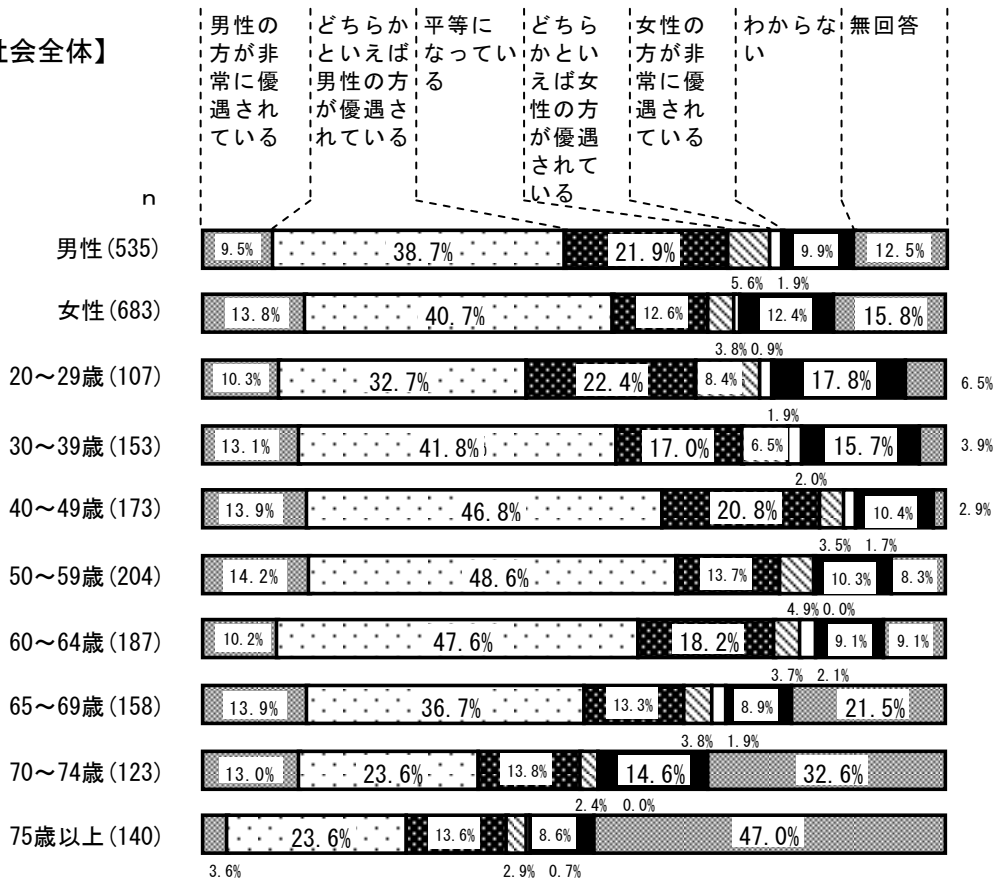 社会全体】
男性の
方が非
常に優
遇され
ている
どちらか
といえば
男性の方
が優遇さ
れている
平等に
なってい
る
どちら
かとい
えば女
性の方
が優遇
されて
いる
女性の
方が非
常に優
遇され
ている
わからな
い
無回答
n
男性(535) 9.5% 38.7% 21.9% 9.9% 12.5%
5.6% 1.9%
女性(683) 13.8% 40.7% 12.6% 12.4% 15.8%
3.8% 0.9%
20～29歳(107) 10.3% 32.7% 22.4% 8.4% 17.8% 6.5%
1.9%
30～39歳(153) 13.1% 41.8% 17.0% 6.5% 15.7% 3.9%
2.0%
40～49歳(173) 13.9% 46.8% 20.8% 10.4% 2.9%
3.5% 1.7%
50～59歳(204) 14.2% 48.6% 13.7% 10.3% 8.3%
4.9% 0.0%
60～64歳(187) 10.2% 47.6% 18.2% 9.1% 9.1%
3.7% 2.1%
65～69歳(158) 13.9% 36.7% 13.3% 8.9% 21.5%
3.8% 1.9%
70～74歳(123) 13.0% 23.6% 13.8% 14.6% 32.6%
2.4% 0.0%
75歳以上(140) 23.6% 13.6% 8.6% 47.0%
3.6% 2.9% 0.7%